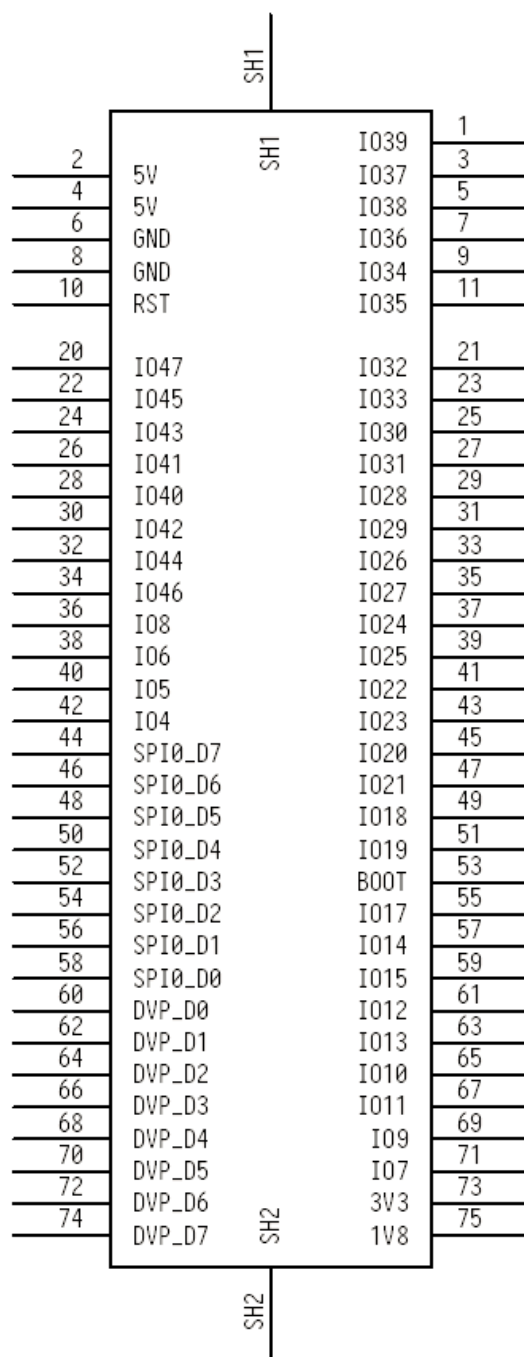 SH1
SH1
IO39 1
2 5V IO37 3
4 5V IO38 5
6 GND IO36 7
8 GND IO34 9
10 RST IO35 11
20 IO47 IO32 21
22 IO45 IO33 23
24 IO43 IO30 25
26 IO41 IO31 27
28 IO40 IO28 29
30 IO42 IO29 31
32 IO44 IO26 33
34 IO46 IO27 35
36 IO8 IO24 37
38 IO6 IO25 39
40 IO5 IO22 41
42 IO4 IO23 43
44 SPI0_D7 IO20 45
46 SPI0_D6 IO21 47
48 SPI0_D5 IO18 49
50 SPI0_D4 IO19 51
52 SPI0_D3 BOOT 53
54 SPI0_D2 IO17 55
56 SPI0_D1 IO14 57
58 SPI0_D0 IO15 59
60 DVP_D0 IO12 61
62 DVP_D1 IO13 63
64 DVP_D2 IO10 65
66 DVP_D3 IO11 67
68 DVP_D4 IO9 69
70 DVP_D5 IO7 71
72 DVP_D6 3V3 73
74 DVP_D7 1V8 75
SH2
SH2